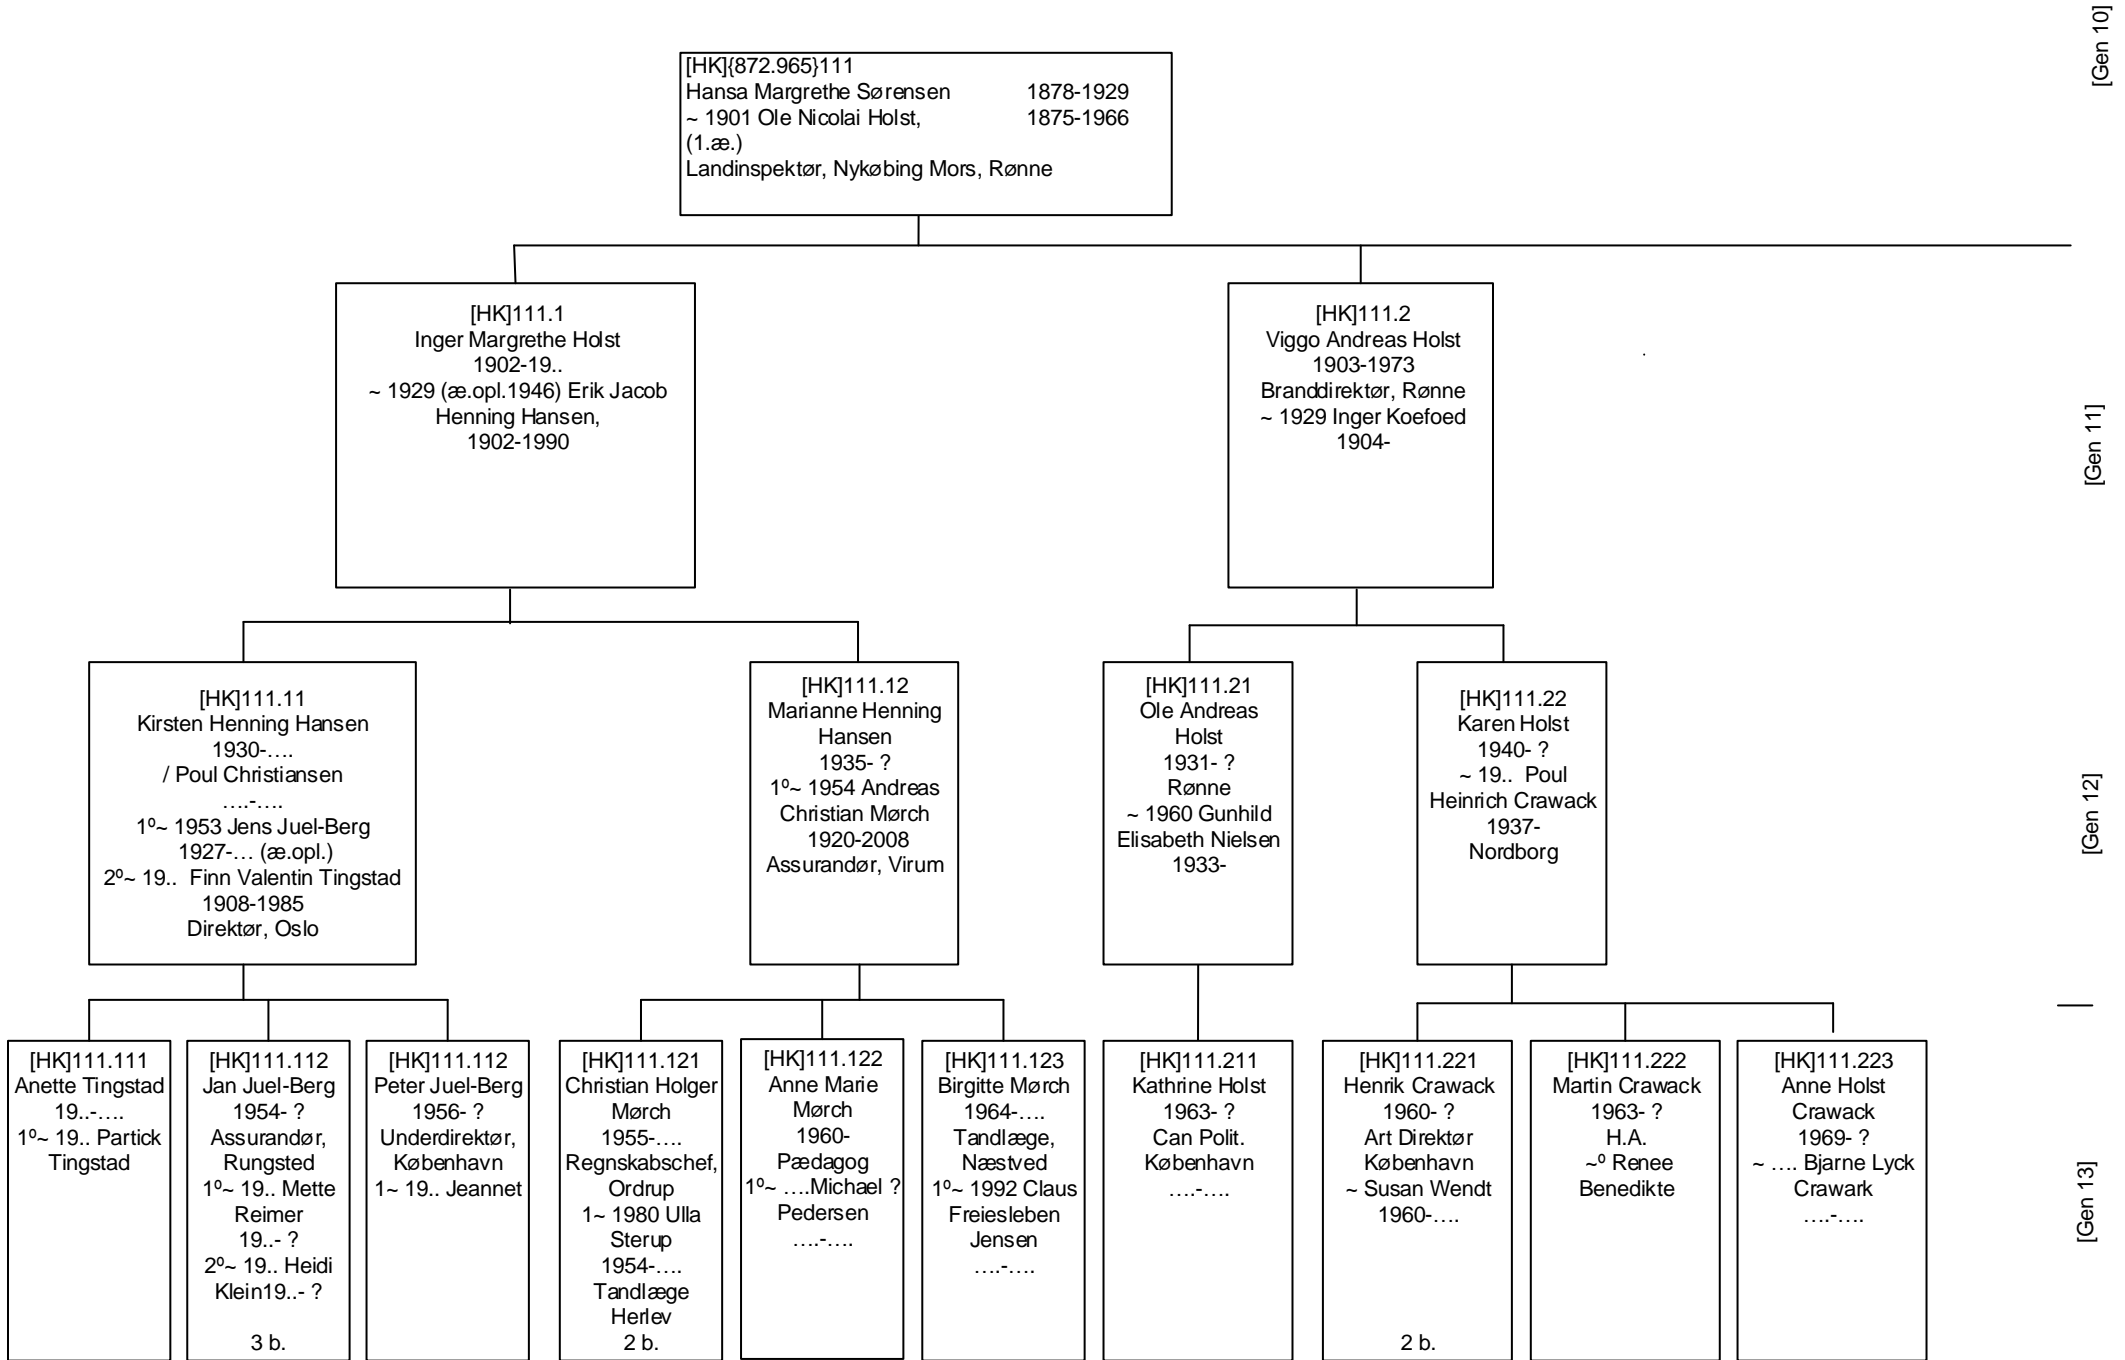 [Gen 10]
[HK]{872.965}111
Hansa Margrethe Sørensen 1878-1929
~ 1901 Ole Nicolai Holst, 1875-1966
(1.æ.)
Landinspektør, Nykøbing Mors, Rønne
[HK]111.1
Inger Margrethe Holst
1902-19..
~ 1929 (æ.opl.1946) Erik Jacob
Henning Hansen,
1902-1990
[HK]111.2
Viggo Andreas Holst
1903-1973
Branddirektør, Rønne
~ 1929 Inger Koefoed
1904-
[Gen 11]
[HK]111.11
Kirsten Henning Hansen
1930-....
/ Poul Christiansen
....-....
1º~ 1953 Jens Juel-Berg
1927-... (æ.opl.)
2º~ 19.. Finn Valentin Tingstad
1908-1985
Direktør, Oslo
[HK]111.12
Marianne Henning
Hansen
1935- ?
1º~ 1954 Andreas
Christian Mørch
1920-2008
Assurandør, Virum
[HK]111.21
Ole Andreas
Holst
1931- ?
Rønne
~ 1960 Gunhild
Elisabeth Nielsen
1933-
[HK]111.22
Karen Holst
1940- ?
~ 19.. Poul
Heinrich Crawack
1937-
Nordborg
[Gen 12]
[HK]111.111
Anette Tingstad
19..-....
1º~ 19.. Partick
Tingstad
[HK]111.112
Jan Juel-Berg
1954- ?
Assurandør,
Rungsted
1º~ 19.. Mette
Reimer
19..- ?
2º~ 19.. Heidi
Klein19..- ?
3 b.
[HK]111.112
Peter Juel-Berg
1956- ?
Underdirektør,
København
1~ 19.. Jeannet
[HK]111.121
Christian Holger
Mørch
1955-....
Regnskabschef,
Ordrup
1~ 1980 Ulla
Sterup
1954-....
Tandlæge
Herlev
2 b.
[HK]111.122
Anne Marie
Mørch
1960-
Pædagog
1º~ ....Michael ?
Pedersen
....-....
[HK]111.123
Birgitte Mørch
1964-....
Tandlæge,
Næstved
1º~ 1992 Claus
Freiesleben
Jensen
....-....
[HK]111.211
Kathrine Holst
1963- ?
Can Polit.
København
....-....
[HK]111.221
Henrik Crawack
1960- ?
Art Direktør
København
~ Susan Wendt
1960-....
2 b.
[HK]111.222
Martin Crawack
1963- ?
H.A.
~º Renee
Benedikte
[HK]111.223
Anne Holst
Crawack
1969- ?
~ .... Bjarne Lyck
Crawark
....-....
[Gen 13]